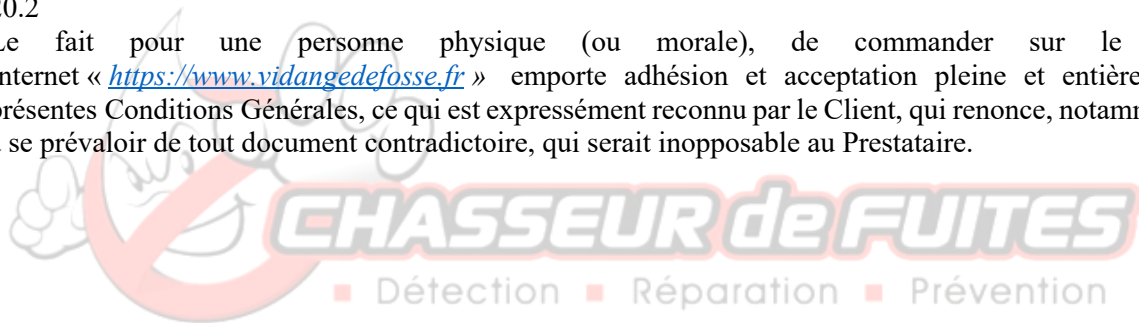 0.2
e fait pour une personne physique (ou morale), de commander sur le
nternet « https://www.vidangedefosse.fr » emporte adhésion et acceptation pleine et entière
résentes Conditions Générales, ce qui est expressément reconnu par le Client, qui renonce, notamm
se prévaloir de tout document contradictoire, qui serait inopposable au Prestataire.
CHASSEUR de FUITES
Détection Réparation Prévention